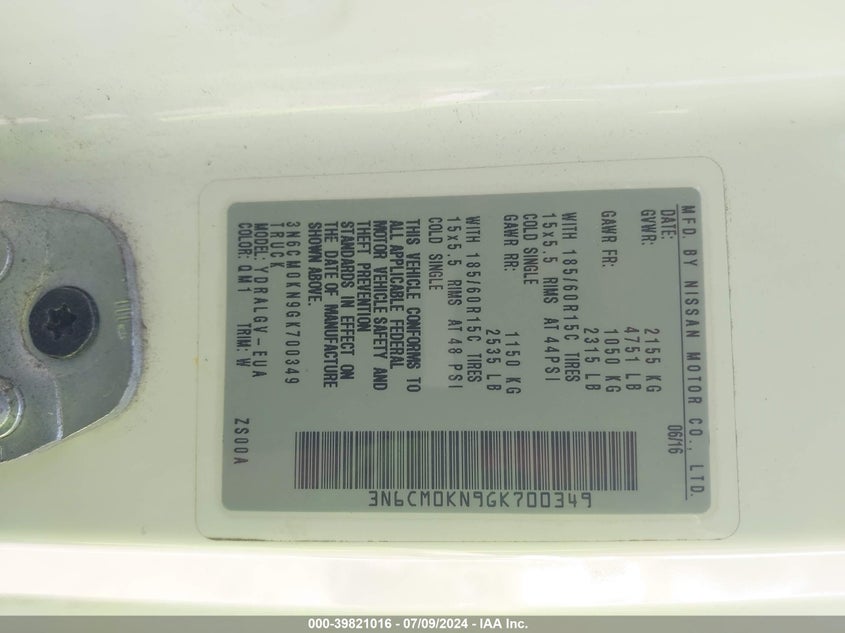 MFD. BY NISSAN MOTOR CO., LTD.
DATE: 06/16
GVWR: 2155 KG
4751 LB
GAWR FR: 1050 KG
2315 LB
WITH 185/60R15C TIRES
15x5.5 RIMS AT 44PSI
COLD SINGLE
GAWR RR: 1150 KG
2535 LB
WITH 185/60R15C TIRES
15x5.5 RIMS AT 48 PSI
COLD SINGLE
THIS VEHICLE CONFORMS TO
ALL APPLICABLE FEDERAL
MOTOR VEHICLE SAFETY AND
THEFT PREVENTION
STANDARDS IN EFFECT ON
THE DATE OF MANUFACTURE
SHOWN ABOVE.
3N6CM0KN9GK700349
TRUCK
MODEL: YDRALGV-EUA
COLOR: QM1 TRIM: W ZS00A
3N6CM0KN9GK700349
000-39821016 - 07/09/2024 - IAA Inc.